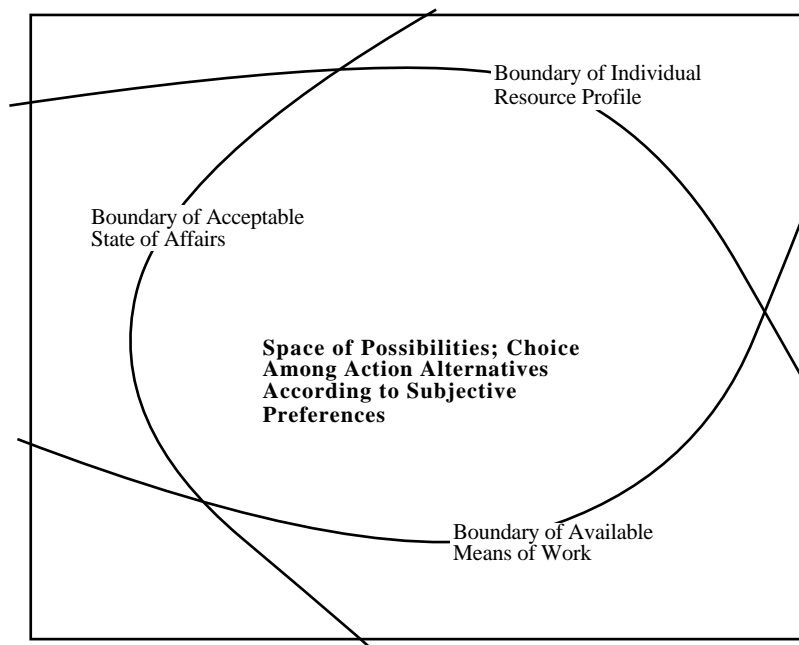 Boundary of Individual
Resource Profile
Boundary of Acceptable
State of Affairs
Space of Possibilities; Choice
Among Action Alternatives
According to Subjective
Preferences
Boundary of Available
Means of Work